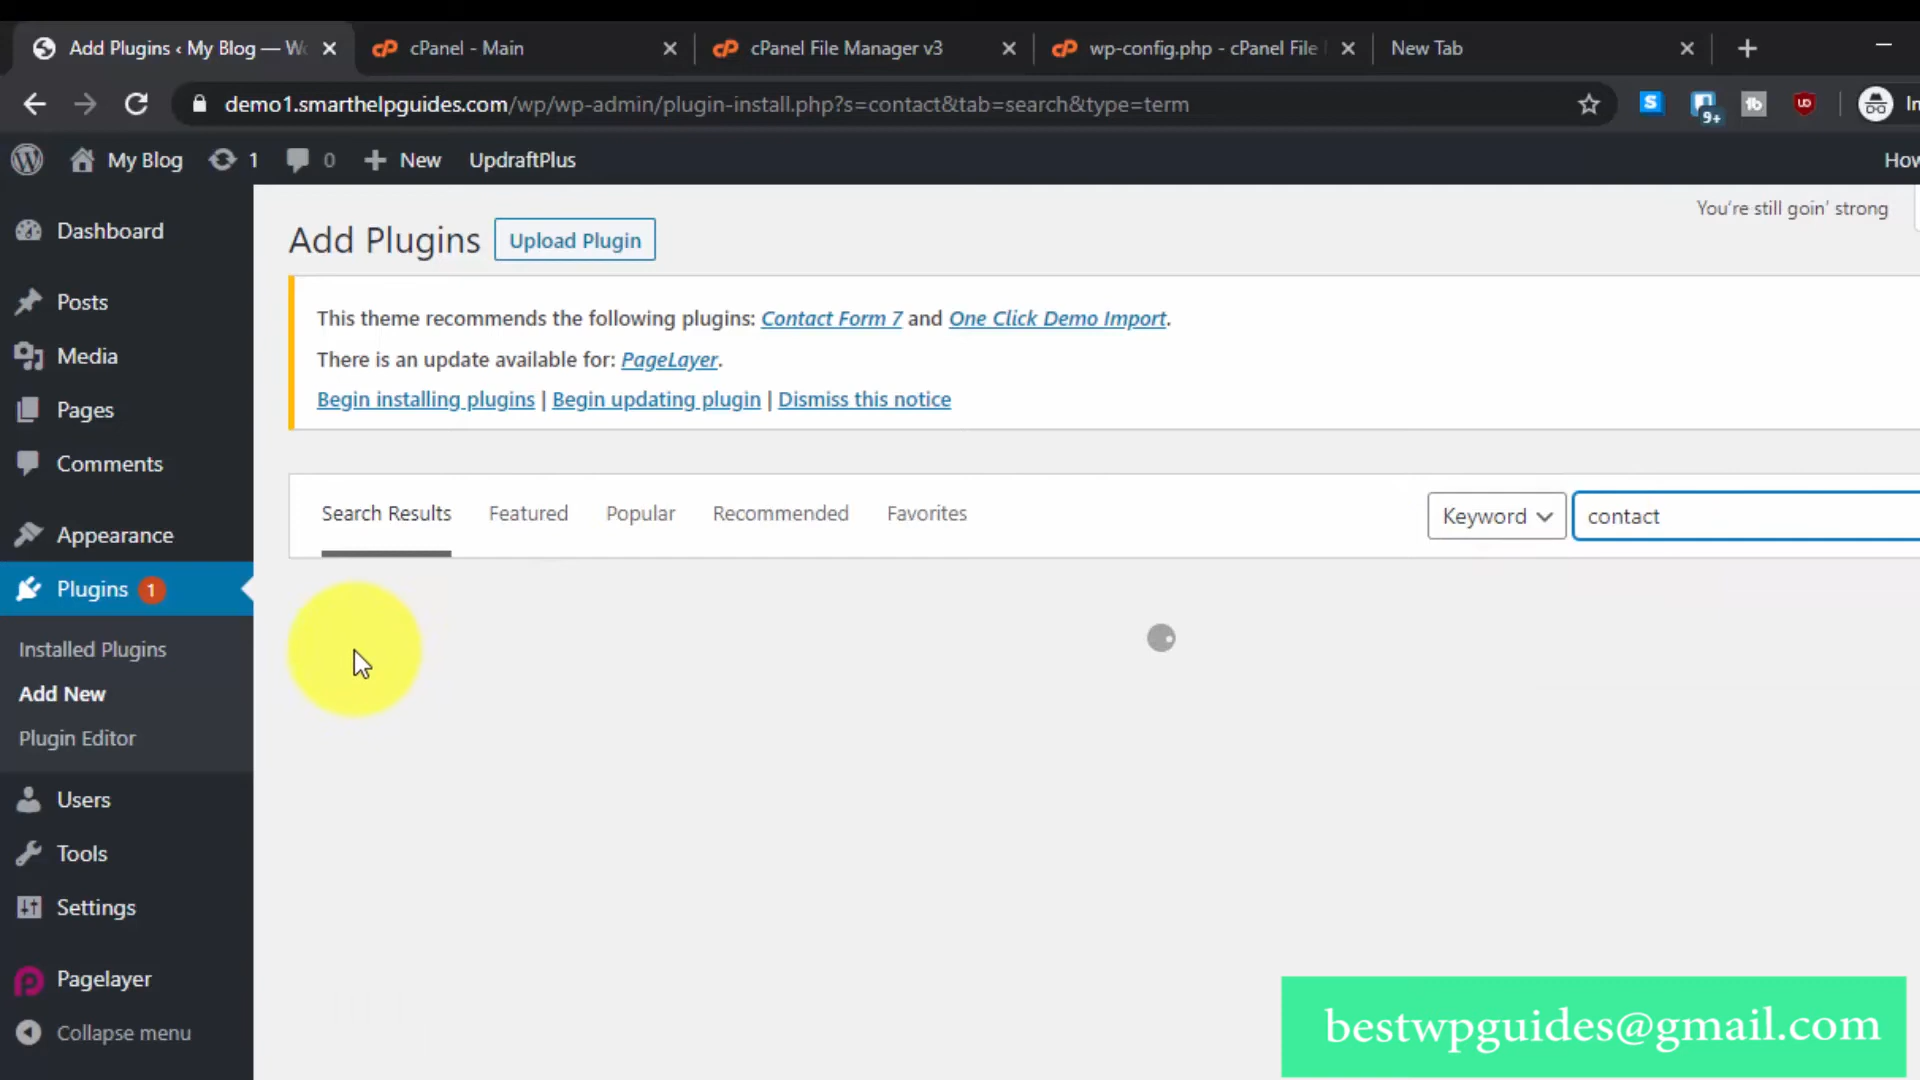 Add Plugins ‹ My Blog — W
cPanel - Main
cPanel File Manager v3
wp-config.php - cPanel File
New Tab
demo1.smarthelpguides.com/wp/wp-admin/plugin-install.php?s=contact&tab=search&type=term
S
9+
tb
In
My Blog
1
0
New
UpdraftPlus
How
Dashboard
Posts
Media
Pages
Comments
Appearance
Plugins 1
Installed Plugins
Add New
Plugin Editor
Users
Tools
Settings
Pagelayer
Collapse menu
You're still goin' strong
Add Plugins
Upload Plugin
This theme recommends the following plugins: Contact Form 7 and One Click Demo Import.
There is an update available for: PageLayer.
Begin installing plugins | Begin updating plugin | Dismiss this notice
Search Results
Featured
Popular
Recommended
Favorites
Keyword
contact
bestwpguides@gmail.com